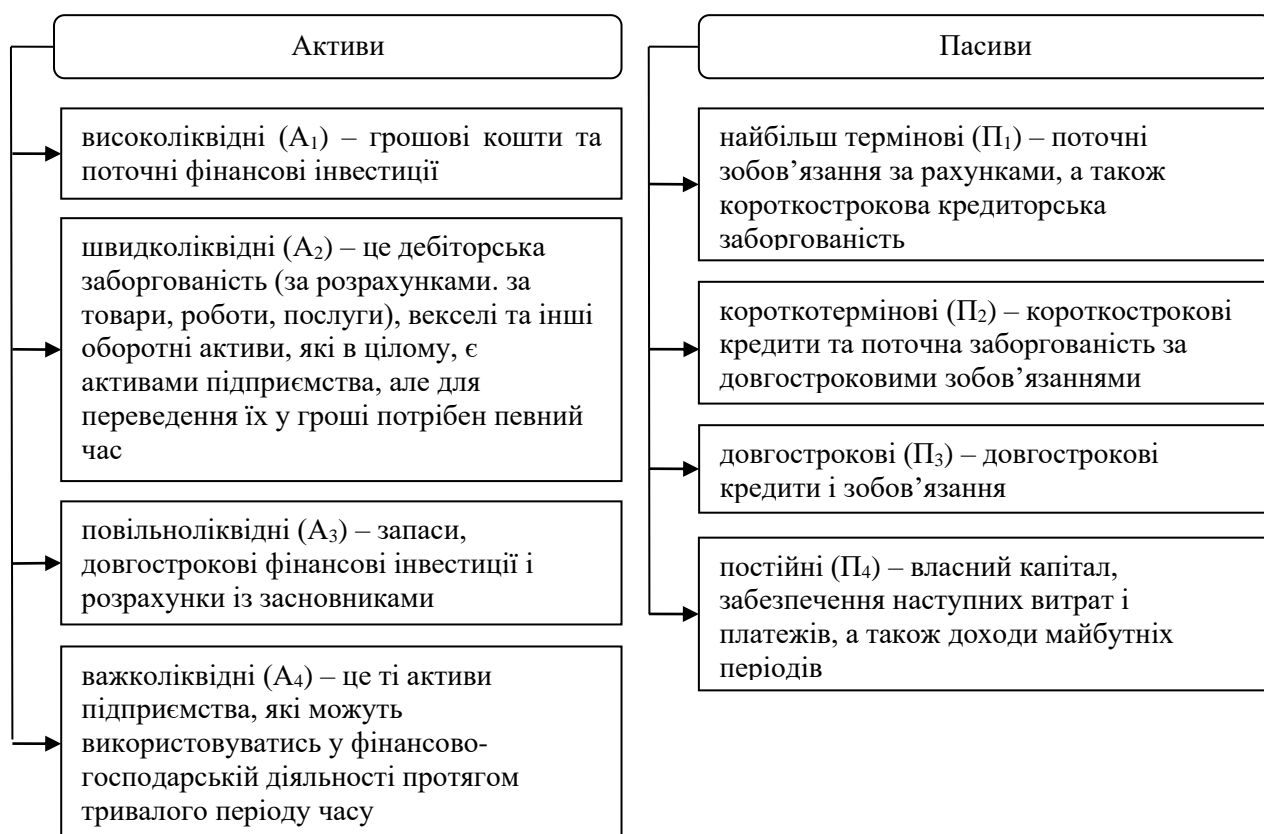 Активи
високоліквідні (А₁) – грошові кошти та
поточні фінансові інвестиції
швидколіквідні (А₂) – це дебіторська
заборгованість (за розрахунками. за
товари, роботи, послуги), векселі та інші
оборотні активи, які в цілому, є
активами підприємства, але для
переведення їх у гроші потрібен певний
час
повільноліквідні (А₃) – запаси,
довгострокові фінансові інвестиції і
розрахунки із засновниками
важколіквідні (А₄) – це ті активи
підприємства, які можуть
використовуватись у фінансово-
господарській діяльності протягом
тривалого періоду часу
Пасиви
найбільш термінові (П₁) – поточні
зобов’язання за рахунками, а також
короткострокова кредиторська
заборгованість
короткотермінові (П₂) – короткострокові
кредити та поточна заборгованість за
довгостроковими зобов’язаннями
довгострокові (П₃) – довгострокові
кредити і зобов’язання
постійні (П₄) – власний капітал,
забезпечення наступних витрат і
платежів, а також доходи майбутніх
періодів